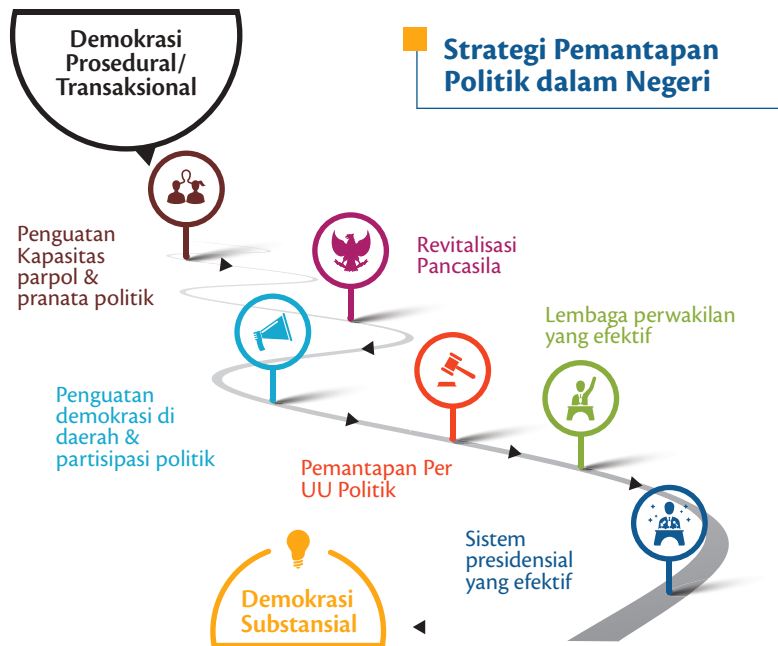 Demokrasi
Prosedural/
Transaksional
Strategi Pemantapan
Politik dalam Negeri
Penguatan
Kapasitas
parpol &
pranata politik
Revitalisasi
Pancasila
Penguatan
demokrasi di
daerah &
partisipasi politik
Pemantapan Per
UU Politik
Lembaga perwakilan
yang efektif
Sistem
presidensial
yang efektif
Demokrasi
Substansial